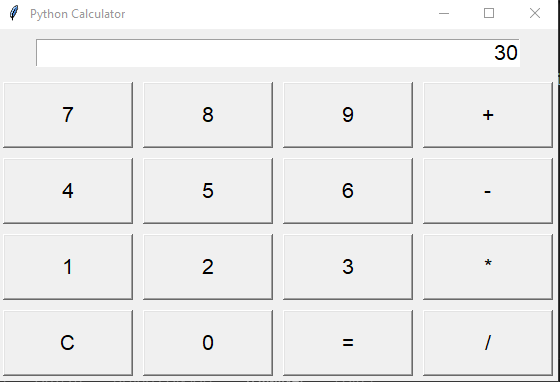 Python Calculator
30
7 8 9 +
4 5 6 -
1 2 3 *
C 0 = /